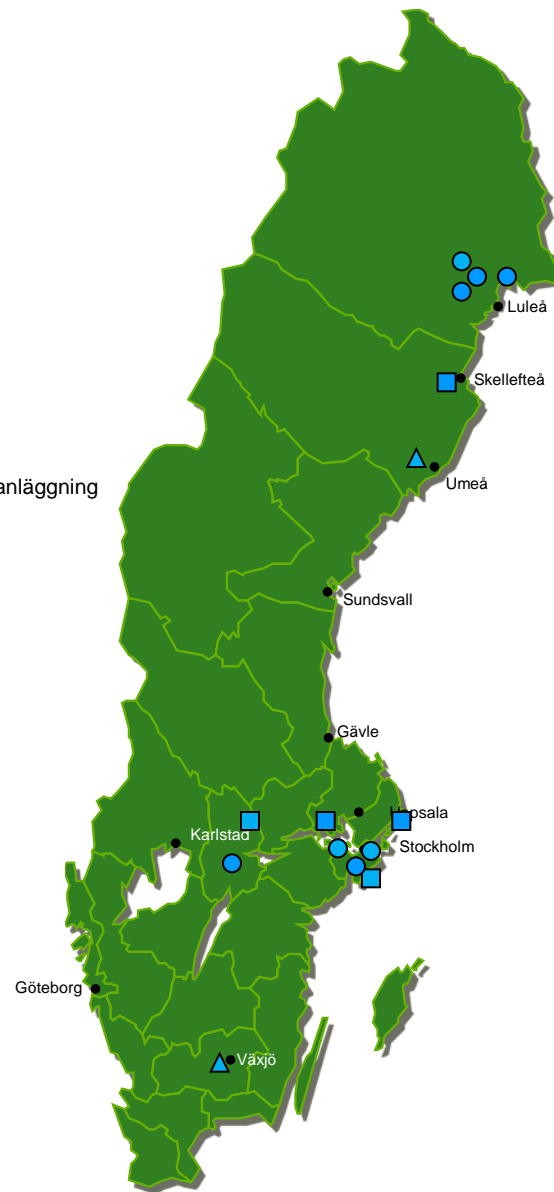 Luleå
Skellefteå
Umeå
anläggning
Sundsvall
Gävle
Uppsala
Karlstad
Stockholm
Göteborg
Växjö